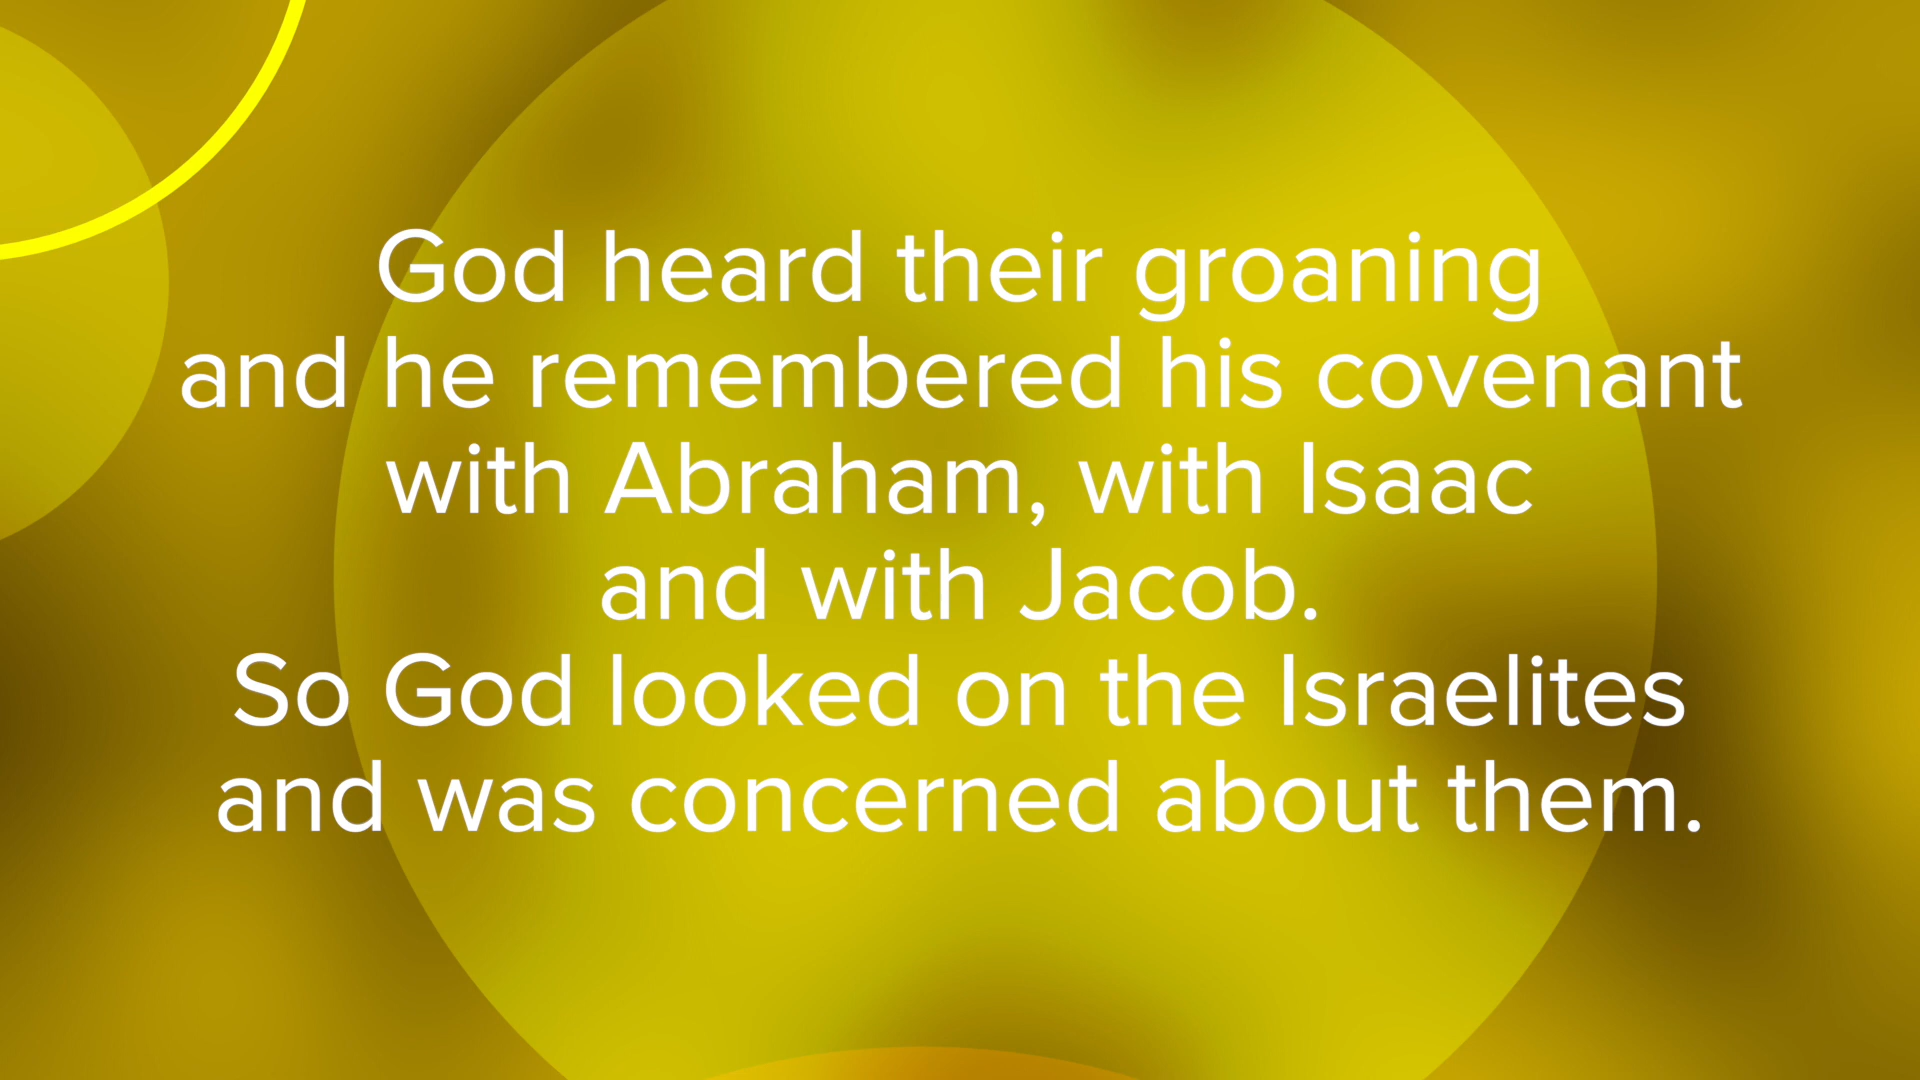 God heard their groaning
and he remembered his covenant
with Abraham, with Isaac
and with Jacob.
So God looked on the Israelites
and was concerned about them.